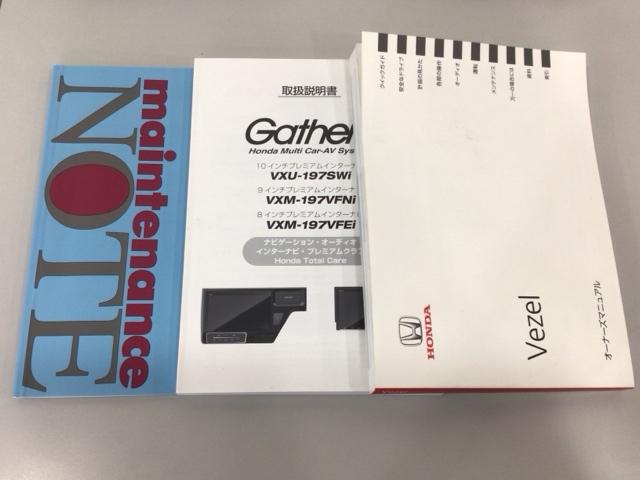 maintenance
NOTE
取扱説明書
Gather
Honda Multi Car-AV Sys
10インチプレミアムインターナ
VXU-197SWi
9インチプレミアムインターナ
VXM-197VFNi
8インチプレミアムインターナビ
VXM-197VFEi
ナビゲーション・オーディオ
インターナビ・プレミアムクラブ
Honda Total Care
クイックガイド
安全なドライブ
計器の見かた
各部の操作
オーディオ
運転
メンテナンス
万一の場合には
資料
索引
HONDA
Vezel
オーナーズマニュアル